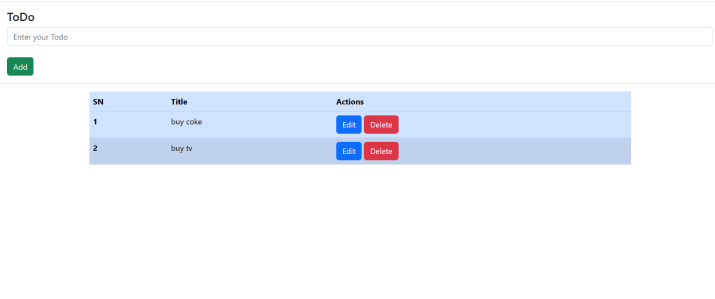 ToDo
Enter your Todo
Add
SN Title Actions
1 buy coke Edit Delete
2 buy tv Edit Delete